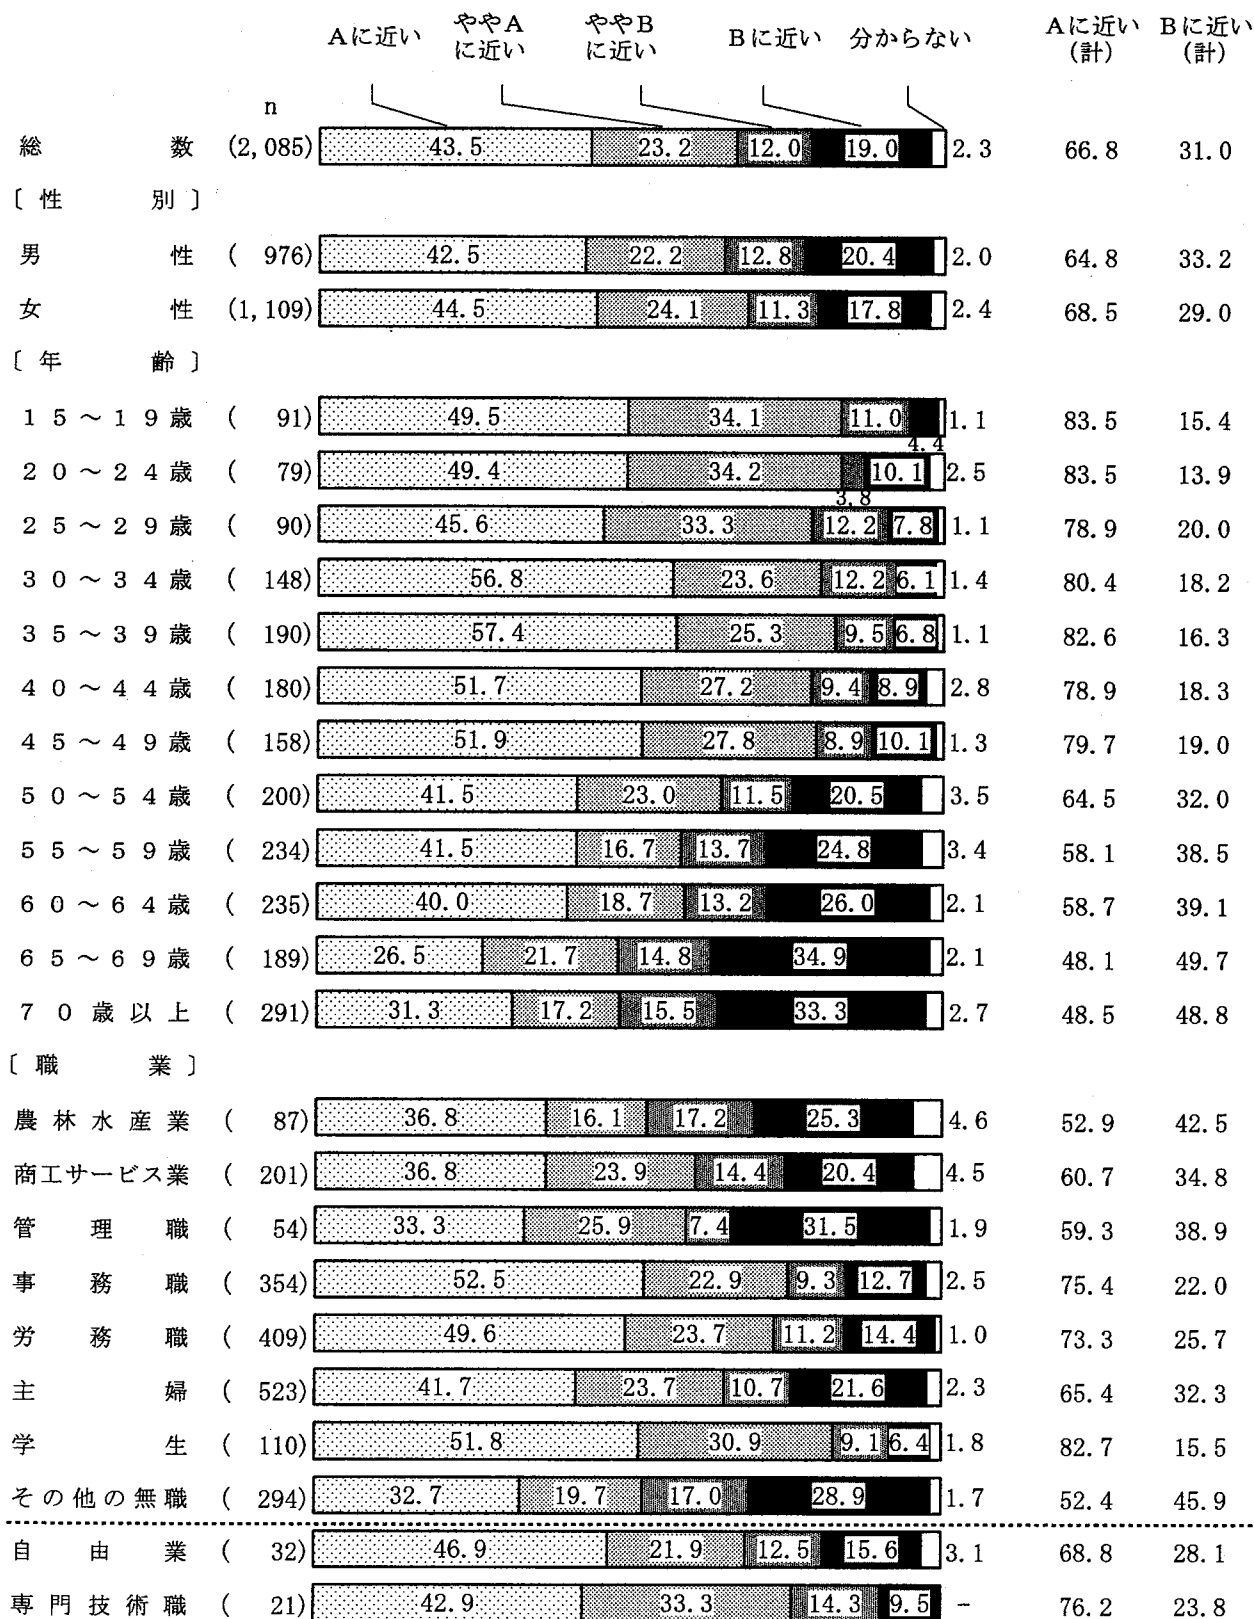 Aに近い ややAに近い ややBに近い Bに近い 分からない Aに近い(計) Bに近い(計)
n
総数 (2,085) 43.5 23.2 12.0 19.0 2.3 66.8 31.0
〔性別〕
男性 ( 976) 42.5 22.2 12.8 20.4 2.0 64.8 33.2
女性 (1,109) 44.5 24.1 11.3 17.8 2.4 68.5 29.0
〔年齢〕
15～19歳 ( 91) 49.5 34.1 11.0 4.4 1.1 83.5 15.4
20～24歳 ( 79) 49.4 34.2 3.8 10.1 2.5 83.5 13.9
25～29歳 ( 90) 45.6 33.3 12.2 7.8 1.1 78.9 20.0
30～34歳 ( 148) 56.8 23.6 12.2 6.1 1.4 80.4 18.2
35～39歳 ( 190) 57.4 25.3 9.5 6.8 1.1 82.6 16.3
40～44歳 ( 180) 51.7 27.2 9.4 8.9 2.8 78.9 18.3
45～49歳 ( 158) 51.9 27.8 8.9 10.1 1.3 79.7 19.0
50～54歳 ( 200) 41.5 23.0 11.5 20.5 3.5 64.5 32.0
55～59歳 ( 234) 41.5 16.7 13.7 24.8 3.4 58.1 38.5
60～64歳 ( 235) 40.0 18.7 13.2 26.0 2.1 58.7 39.1
65～69歳 ( 189) 26.5 21.7 14.8 34.9 2.1 48.1 49.7
70歳以上 ( 291) 31.3 17.2 15.5 33.3 2.7 48.5 48.8
〔職業〕
農林水産業 ( 87) 36.8 16.1 17.2 25.3 4.6 52.9 42.5
商工サービス業 ( 201) 36.8 23.9 14.4 20.4 4.5 60.7 34.8
管理職 ( 54) 33.3 25.9 7.4 31.5 1.9 59.3 38.9
事務職 ( 354) 52.5 22.9 9.3 12.7 2.5 75.4 22.0
労務職 ( 409) 49.6 23.7 11.2 14.4 1.0 73.3 25.7
主婦 ( 523) 41.7 23.7 10.7 21.6 2.3 65.4 32.3
学生 ( 110) 51.8 30.9 9.1 6.4 1.8 82.7 15.5
その他の無職 ( 294) 32.7 19.7 17.0 28.9 1.7 52.4 45.9
自由業 ( 32) 46.9 21.9 12.5 15.6 3.1 68.8 28.1
専門技術職 ( 21) 42.9 33.3 14.3 9.5 - 76.2 23.8